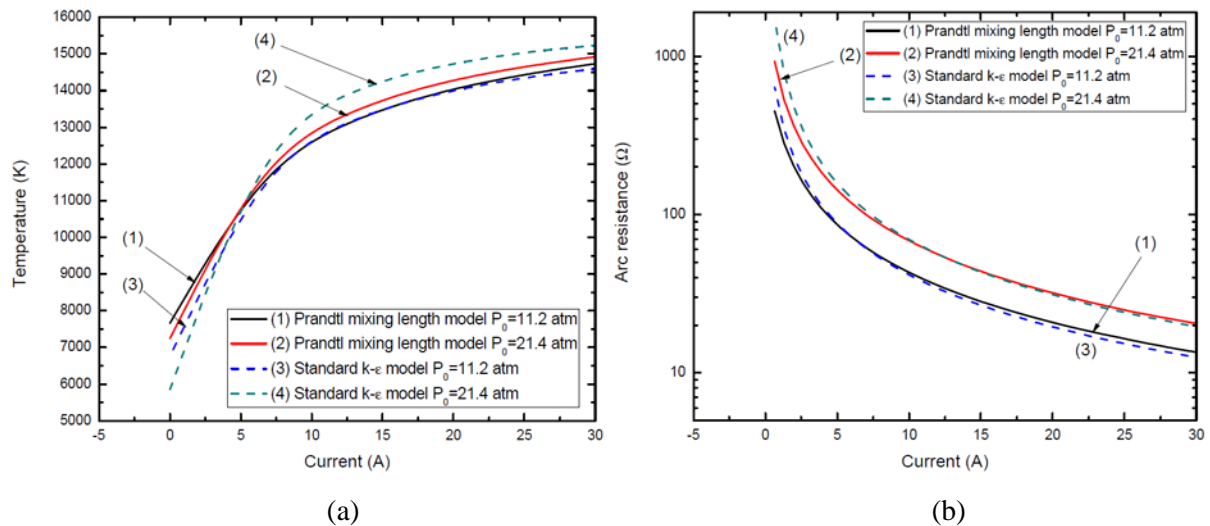 16000
15000
14000
13000
12000
11000
10000
9000
8000
7000
6000
5000
Temperature (K)
(4)
(2)
(1)
(3)
(1) Prandtl mixing length model P₀=11.2 atm
(2) Prandtl mixing length model P₀=21.4 atm
(3) Standard k-ε model P₀=11.2 atm
(4) Standard k-ε model P₀=21.4 atm
-5 0 5 10 15 20 25 30
Current (A)
(a)
1000
100
10
Arc resistance (Ω)
(4)
(2)
(1) Prandtl mixing length model P₀=11.2 atm
(2) Prandtl mixing length model P₀=21.4 atm
(3) Standard k-ε model P₀=11.2 atm
(4) Standard k-ε model P₀=21.4 atm
(1)
(3)
-5 0 5 10 15 20 25 30
Current (A)
(b)